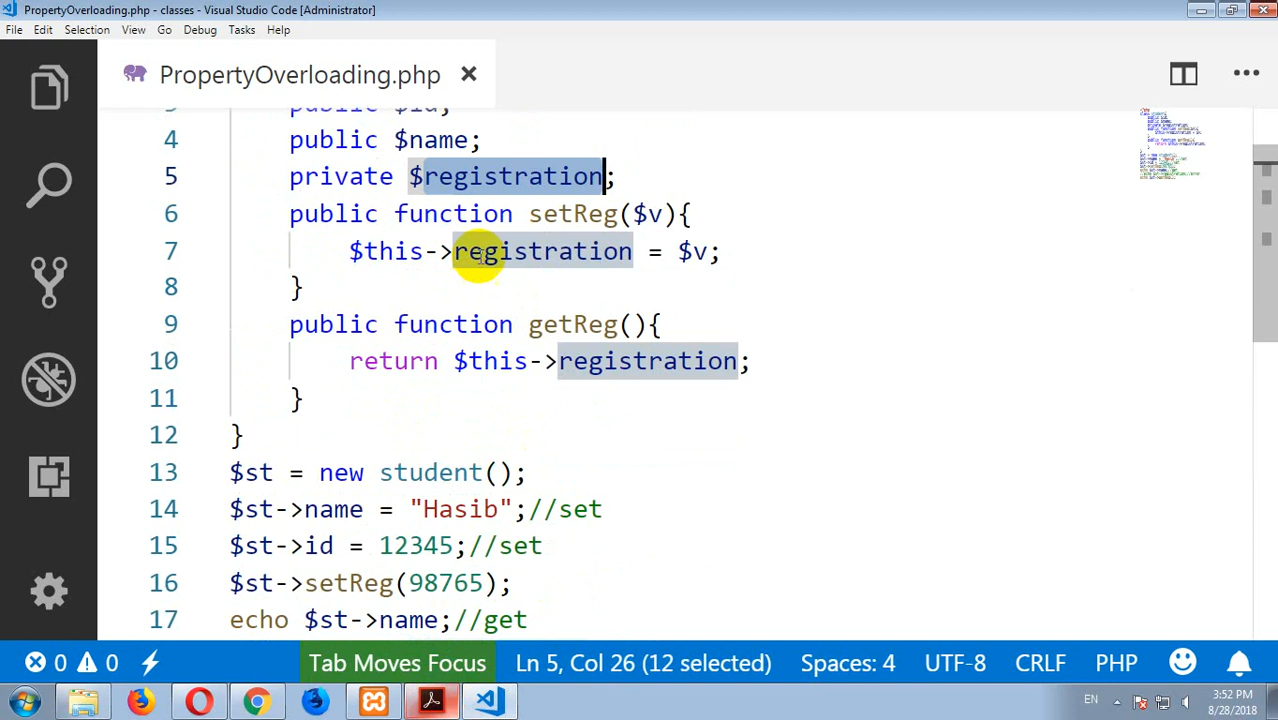 PropertyOverloading.php - classes - Visual Studio Code [Administrator]
File Edit Selection View Go Debug Tasks Help
PropertyOverloading.php
4 public $name;
5 private $registration;
6 public function setReg($v){
7 $this->registration = $v;
8 }
9 public function getReg(){
10 return $this->registration;
11 }
12 }
13 $st = new student();
14 $st->name = "Hasib";//set
15 $st->id = 12345;//set
16 $st->setReg(98765);
17 echo $st->name;//get
0 0 Tab Moves Focus Ln 5, Col 26 (12 selected) Spaces: 4 UTF-8 CRLF PHP
EN 3:52 PM
8/28/2018